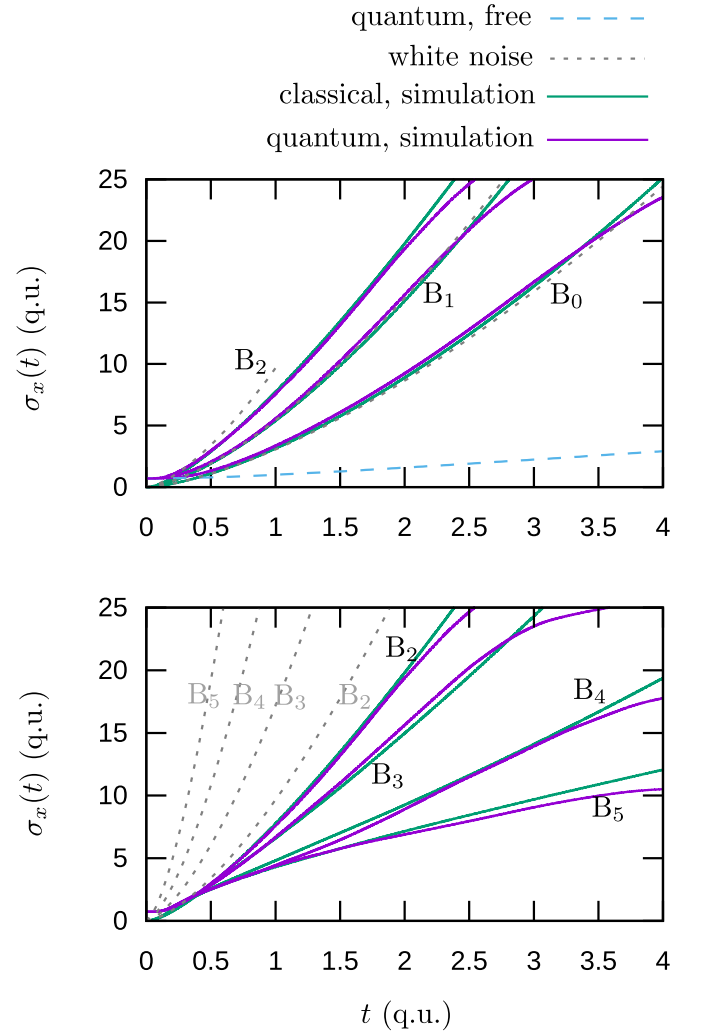 quantum, free
white noise
classical, simulation
quantum, simulation
25
20
15
10
5
0
σx(t) (q.u.)
B2
B1
B0
0 0.5 1 1.5 2 2.5 3 3.5 4
25
20
15
10
5
0
σx(t) (q.u.)
B5 B4 B3 B2
B2
B4
B3
B5
0 0.5 1 1.5 2 2.5 3 3.5 4
t (q.u.)